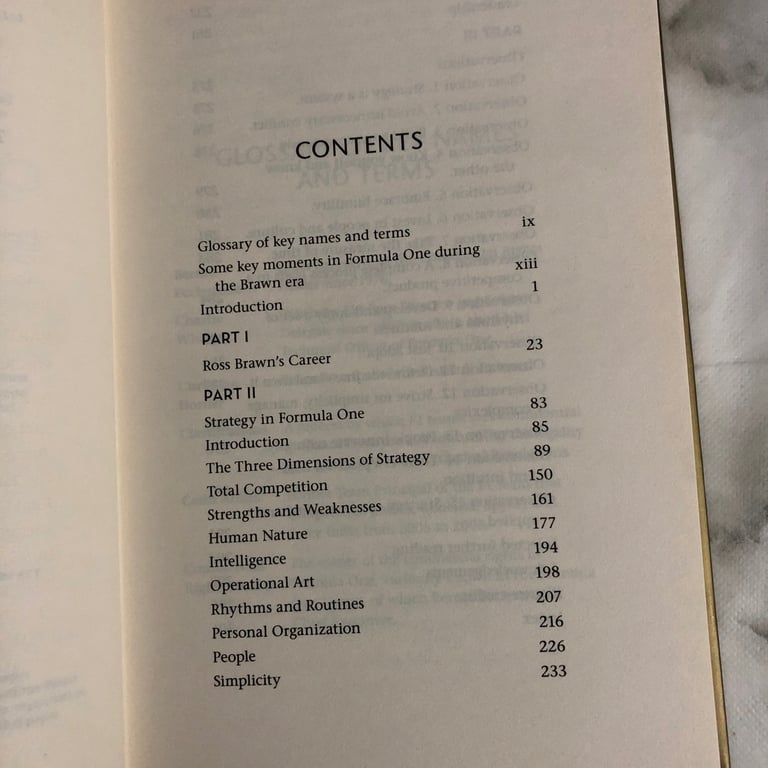 CONTENTS
Glossary of key names and terms ix
Some key moments in Formula One during
the Brawn era xiii
Introduction 1
PART I
Ross Brawn's Career 23
PART II
Strategy in Formula One 83
Introduction 85
The Three Dimensions of Strategy 89
Total Competition 150
Strengths and Weaknesses 161
Human Nature 177
Intelligence 194
Operational Art 198
Rhythms and Routines 207
Personal Organization 216
People 226
Simplicity 233